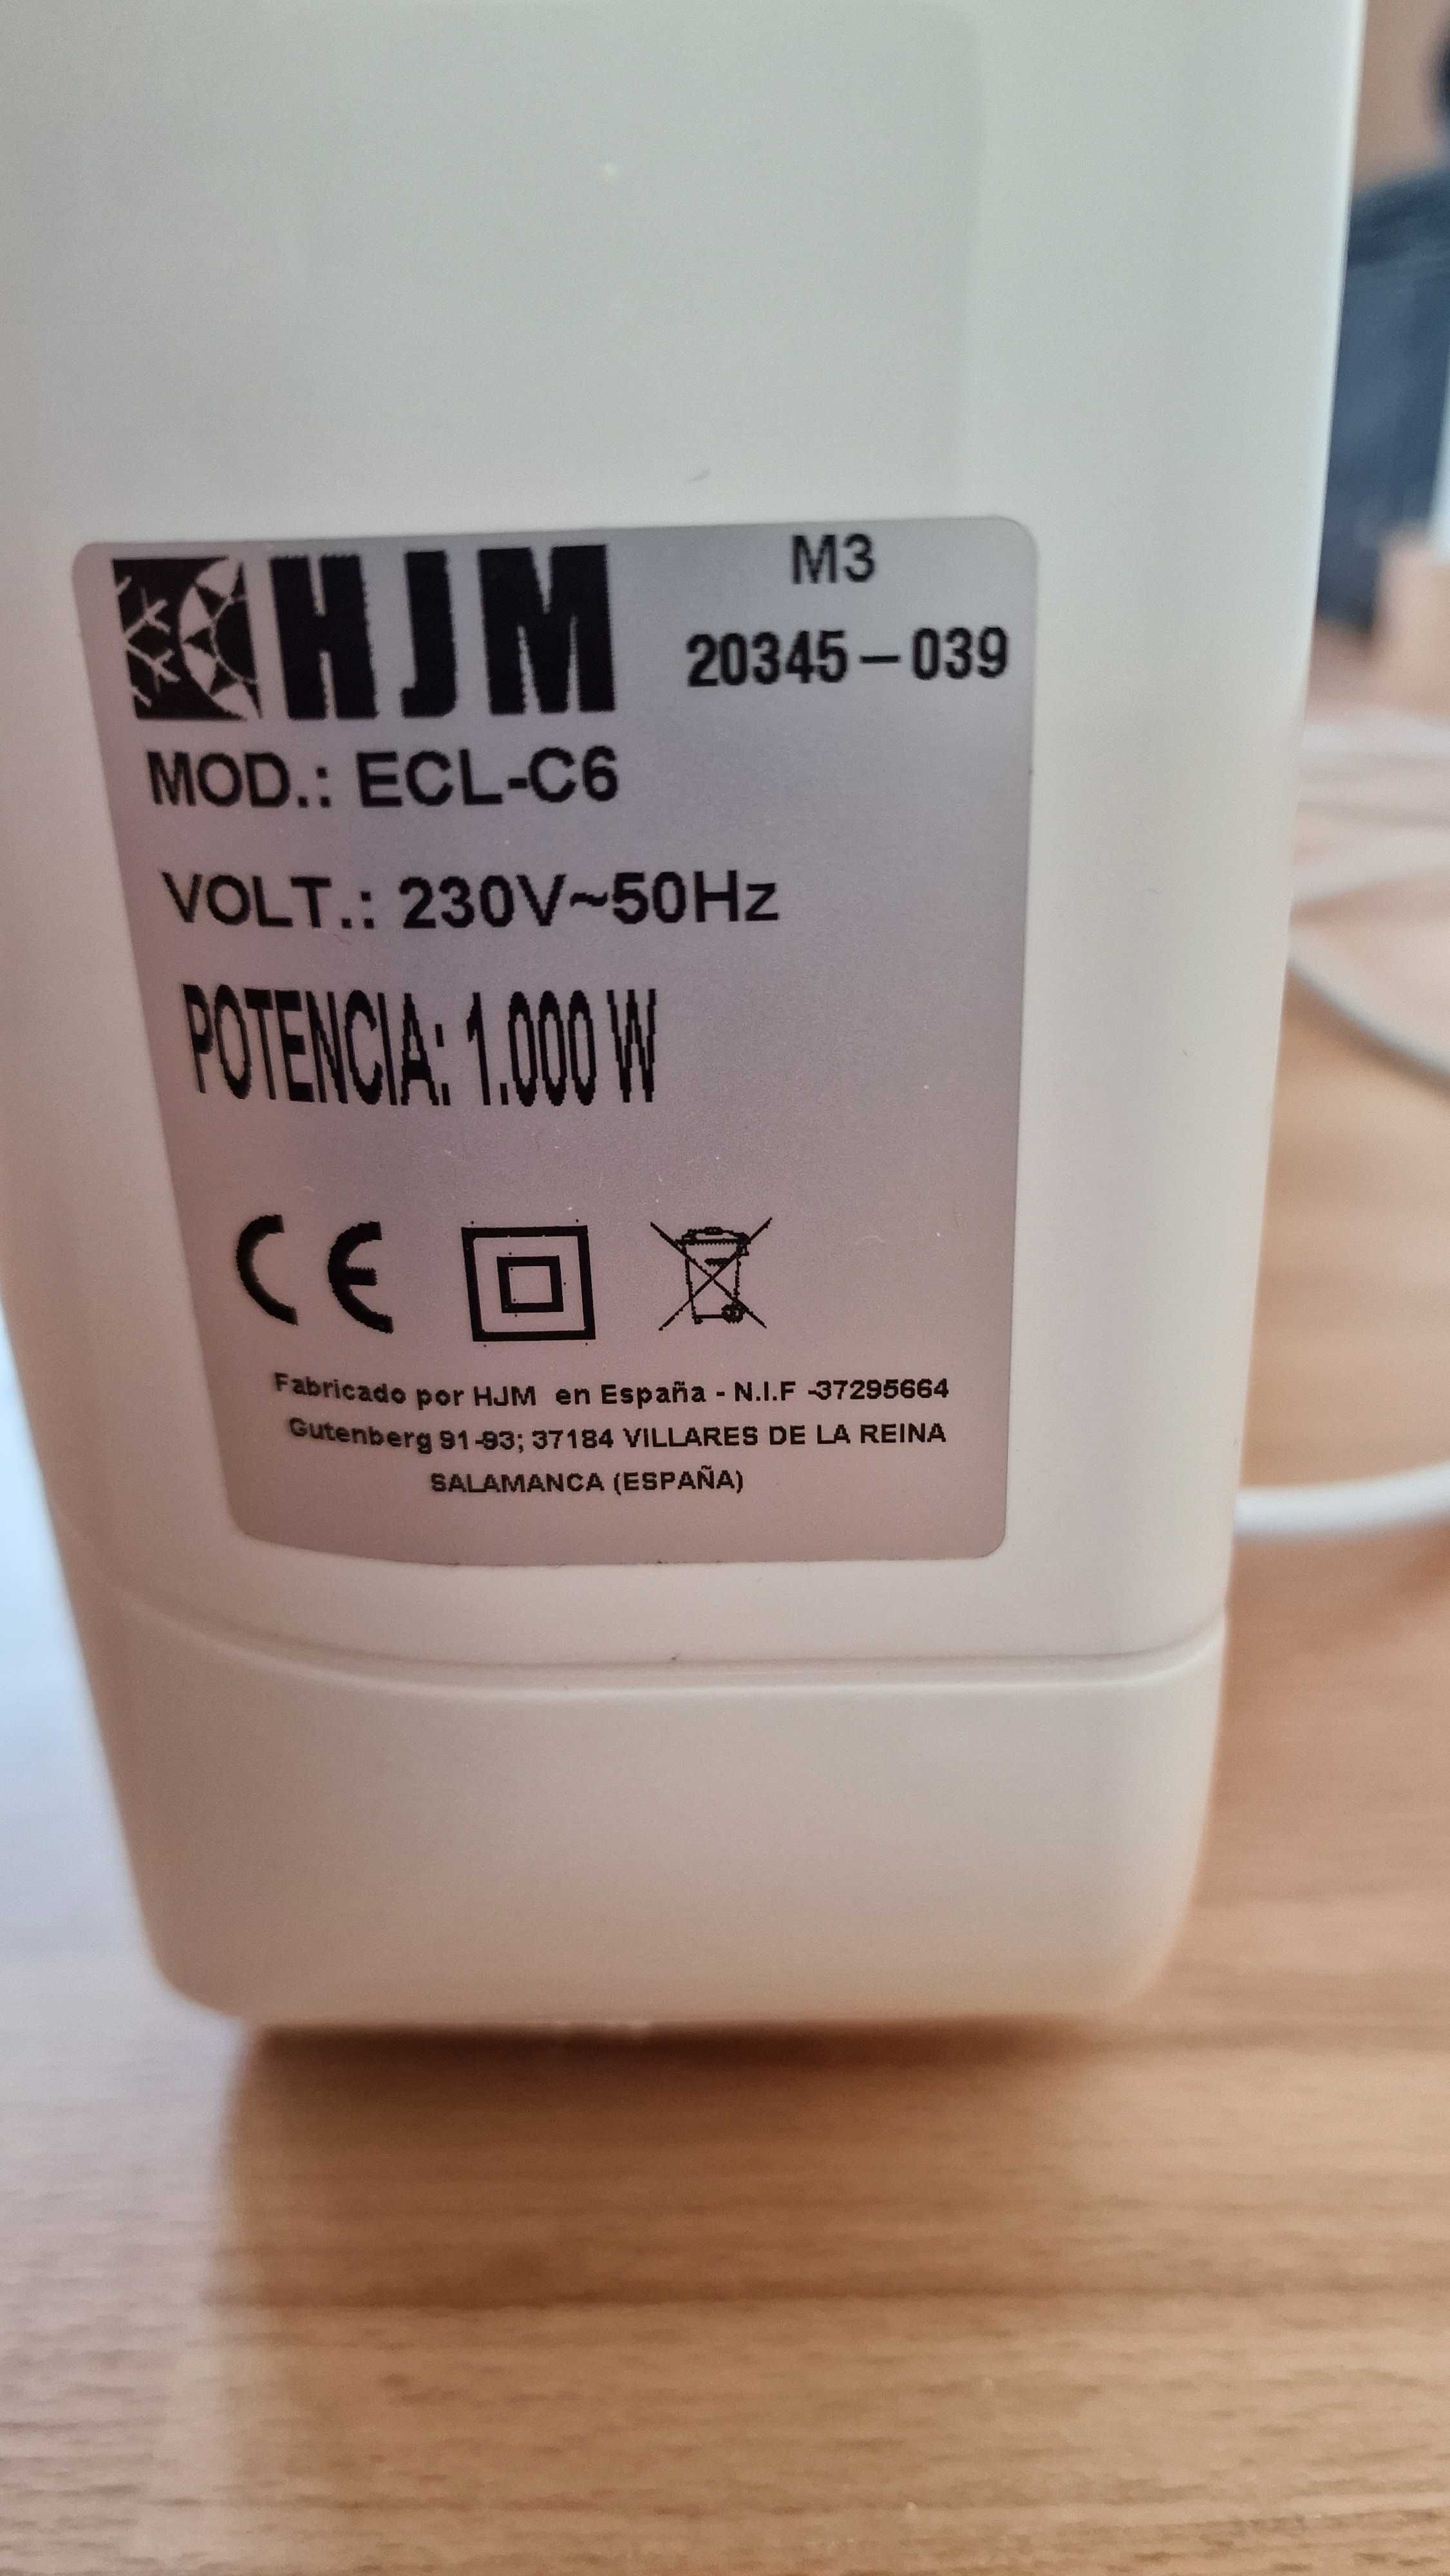 HJM
M3
20345-039
MOD.: ECL-C6
VOLT.: 230V~50Hz
POTENCIA: 1.000 W
CE
Fabricado por HJM en España - N.I.F -37295664
Gutenberg 91-93; 37184 VILLARES DE LA REINA
SALAMANCA (ESPAÑA)